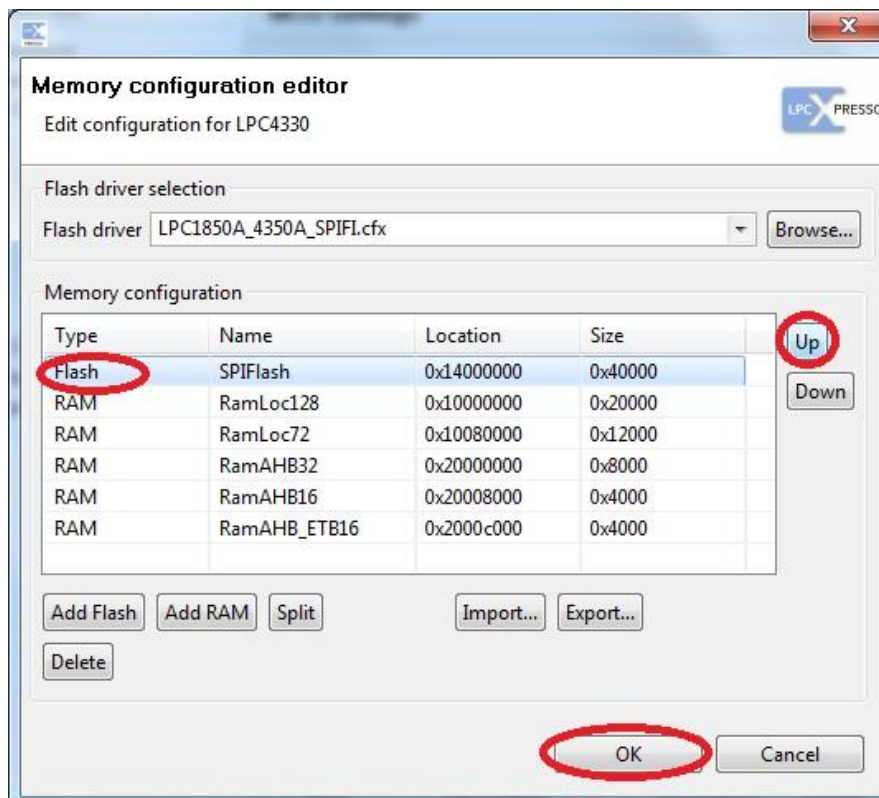 Memory configuration editor
Edit configuration for LPC4330
LPC XPRESSO
Flash driver selection
Flash driver LPC1850A_4350A_SPIFI.cfx Browse...
Memory configuration
Type Name Location Size
Flash SPIFlash 0x14000000 0x40000
RAM RamLoc128 0x10000000 0x20000
RAM RamLoc72 0x10080000 0x12000
RAM RamAHB32 0x20000000 0x8000
RAM RamAHB16 0x20008000 0x4000
RAM RamAHB_ETB16 0x2000c000 0x4000
Up
Down
Add Flash Add RAM Split Import... Export...
Delete
OK Cancel